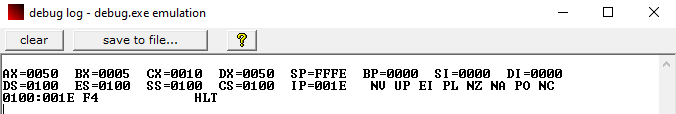 debug log - debug.exe emulation
clear save to file... ?
AX=0050 BX=0005 CX=0010 DX=0050 SP=FFFE BP=0000 SI=0000 DI=0000
DS=0100 ES=0100 SS=0100 CS=0100 IP=001E NV UP EI PL NZ NA PO NC
0100:001E F4 HLT